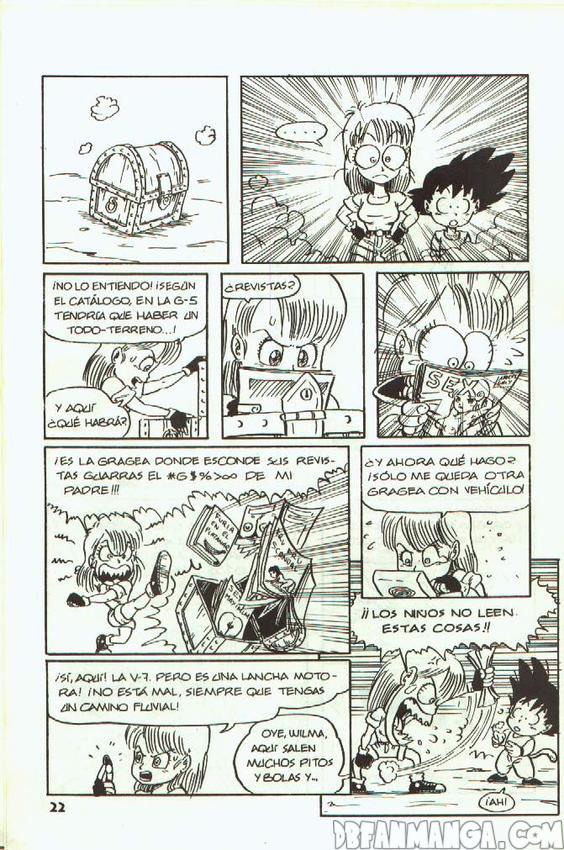 .....
¡NO LO ENTIENDO! ¡SEGÚN
EL CATÁLOGO, EN LA G-5
TENDRÍA QUE HABER UN
TODO-TERRENO...!
Y AQUÍ
¿QUÉ HABRÁ?
¿REVISTAS?
SEX
¡ES LA GRAGEA DONDE ESCONDE SUS REVIS-
TAS GUARRAS EL #G$%>∞ DE MI
PADRE!!!
FURIA
EN EL
¿Y AHORA QUÉ HAGO?
¡SÓLO ME QUEDA OTRA
GRAGEA CON VEHÍCULO!
¡¡LOS NIÑOS NO LEEN
ESTAS COSAS!!
¡SÍ, AQUÍ! LA V-7. PERO ES UNA LANCHA MOTO-
RA! ¡NO ESTÁ MAL, SIEMPRE QUE TENGAS
UN CAMINO FLUVIAL!
OYE, WILMA,
AQUÍ SALEN
MUCHOS PITOS
Y BOLAS Y...
¡AH!
22
DBFANMANGA.COM